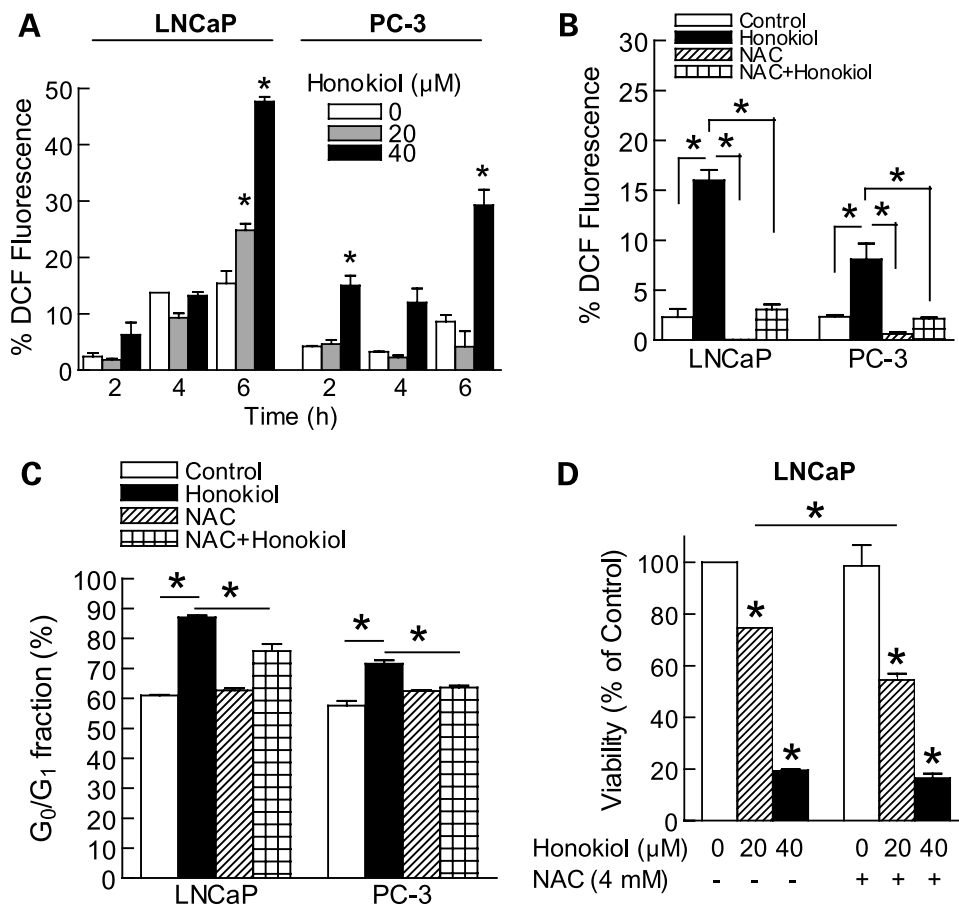 A
LNCaP
PC-3
% DCF Fluorescence
50
40
30
20
10
0
Honokiol (μM)
0
20
40
*
*
*
*
2 4 6 2 4 6
Time (h)
B
Control
Honokiol
NAC
NAC+Honokiol
% DCF Fluorescence
30
25
20
15
10
5
0
*
* *
*
* *
LNCaP PC-3
C
Control
Honokiol
NAC
NAC+Honokiol
G0/G1 fraction (%)
100
90
80
70
60
50
40
30
20
10
0
* *
* *
LNCaP PC-3
D
LNCaP
Viability (% of Control)
100
80
60
40
20
0
*
*
*
*
*
Honokiol (μM) 0 20 40 0 20 40
NAC (4 mM) - - - + + +